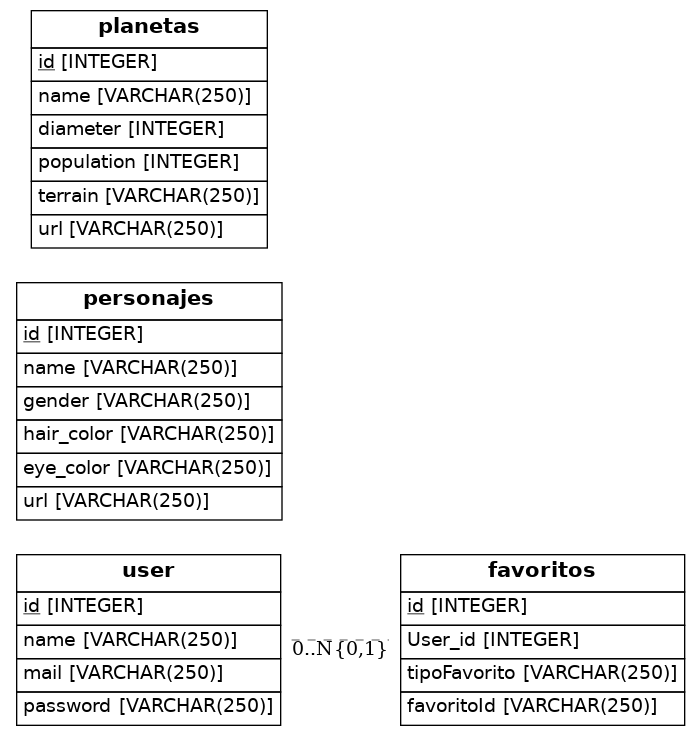 planetas
id [INTEGER]
name [VARCHAR(250)]
diameter [INTEGER]
population [INTEGER]
terrain [VARCHAR(250)]
url [VARCHAR(250)]
personajes
id [INTEGER]
name [VARCHAR(250)]
gender [VARCHAR(250)]
hair_color [VARCHAR(250)]
eye_color [VARCHAR(250)]
url [VARCHAR(250)]
user
id [INTEGER]
name [VARCHAR(250)]
mail [VARCHAR(250)]
password [VARCHAR(250)]
0..N{0,1}
favoritos
id [INTEGER]
User_id [INTEGER]
tipoFavorito [VARCHAR(250)]
favoritoId [VARCHAR(250)]